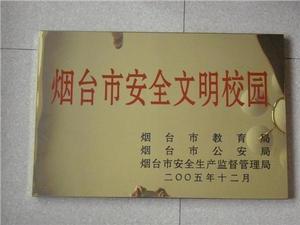 烟台市安全文明校园
烟台市教育局
烟台市公安局
烟台市安全生产监督管理局
二〇〇五年十二月